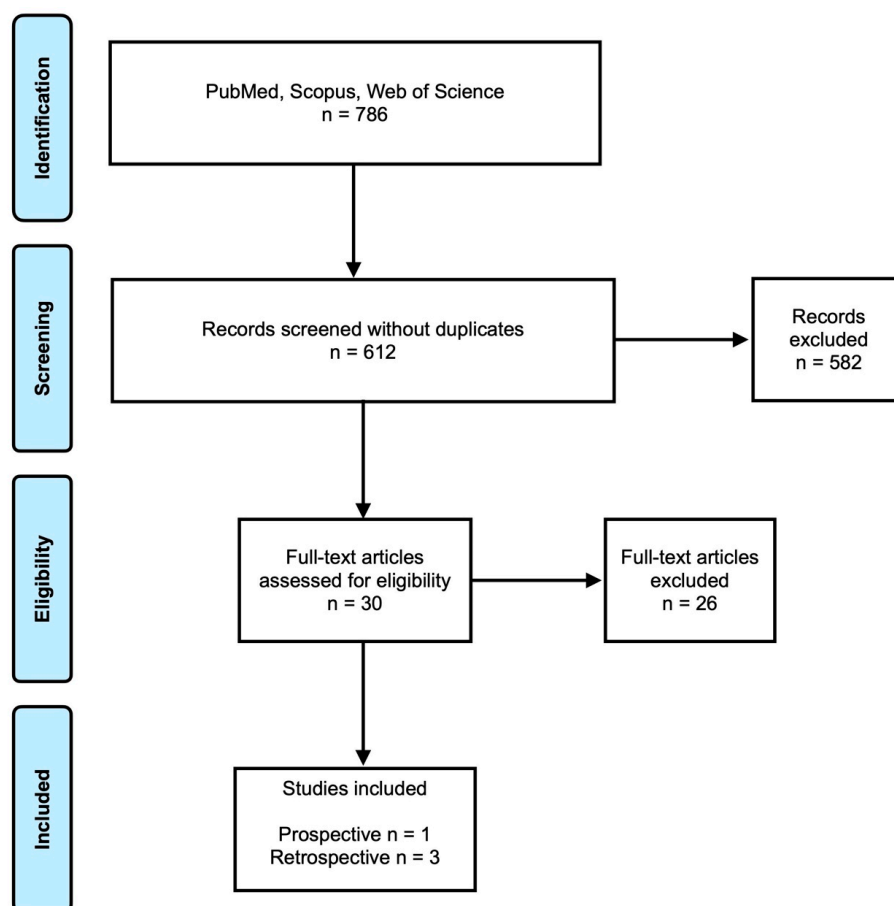 Identification
PubMed, Scopus, Web of Science
n = 786
Screening
Records screened without duplicates
n = 612
Records
excluded
n = 582
Eligibility
Full-text articles
assessed for eligibility
n = 30
Full-text articles
excluded
n = 26
Included
Studies included
Prospective n = 1
Retrospective n = 3